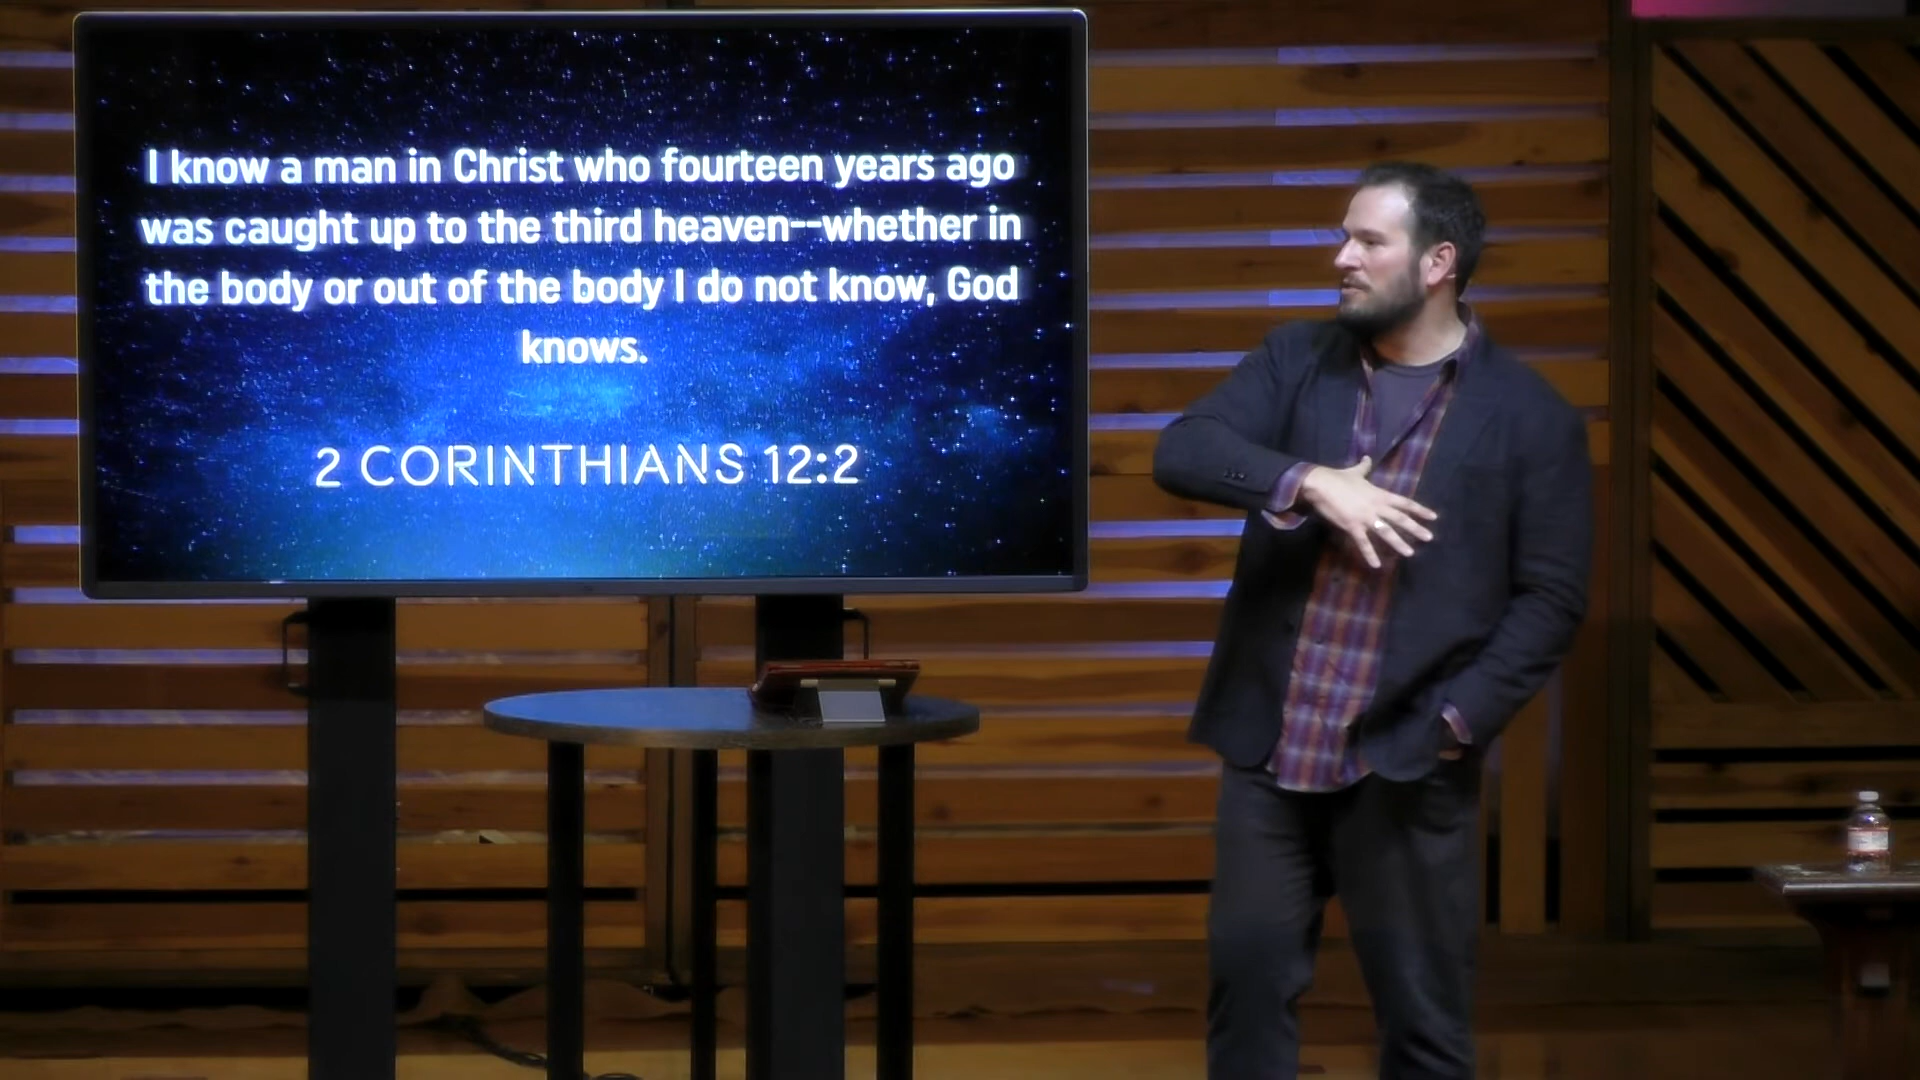 I know a man in Christ who fourteen years ago
was caught up to the third heaven--whether in
the body or out of the body I do not know, God
knows.
2 CORINTHIANS 12:2